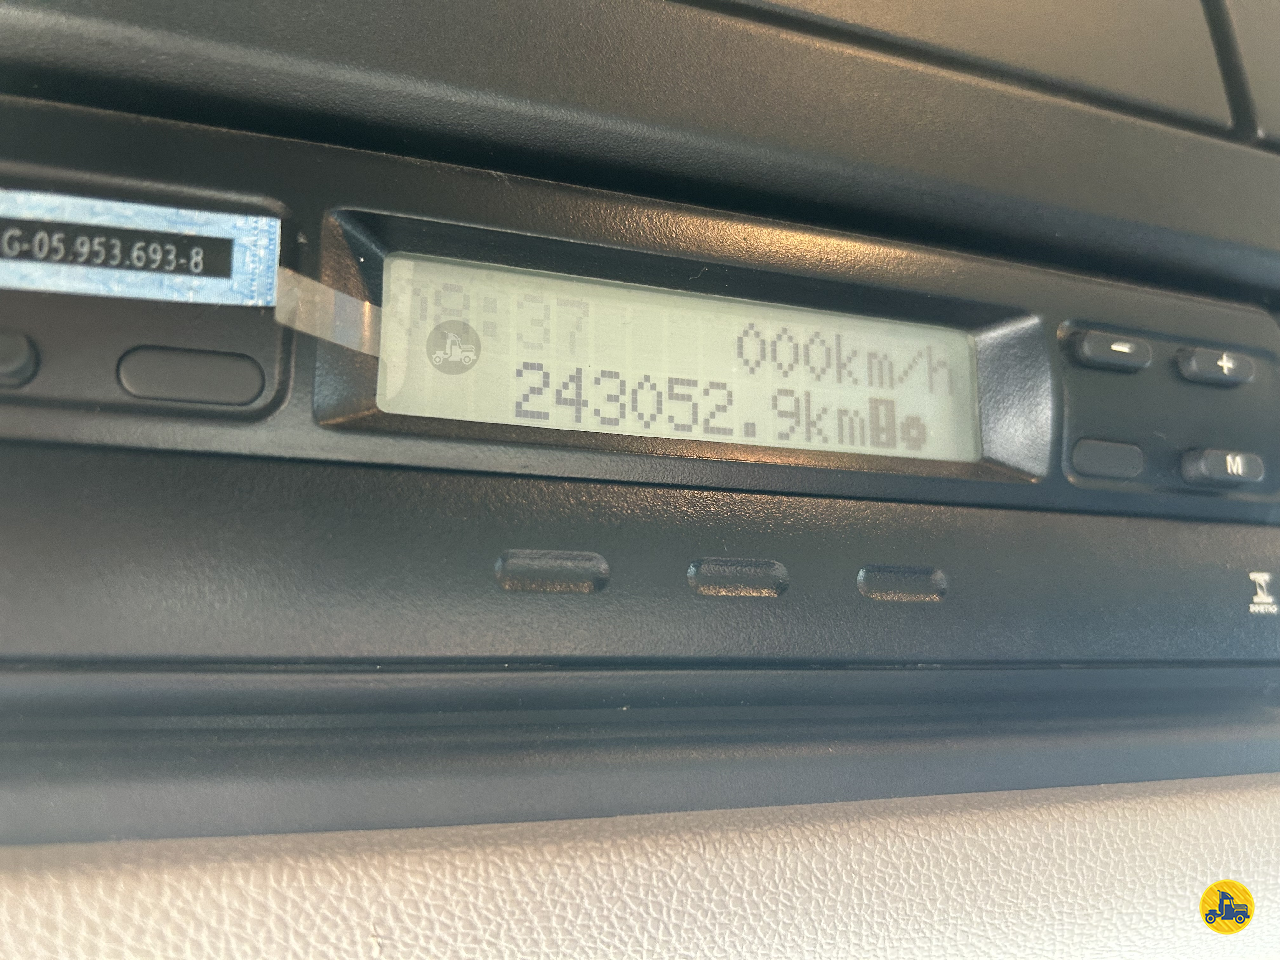 G-05.953.693-8
08:37
000km/h
243052.9km
-
+
M